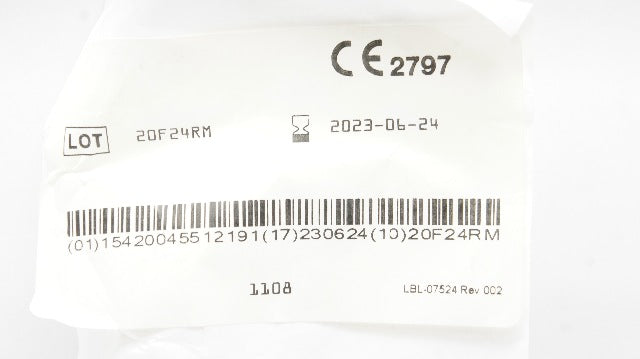 CE 2797
LOT 20F24RM 2023-06-24
(01)15420045512191(17)230624(10)20F24RM
1108 LBL-07524 Rev 002